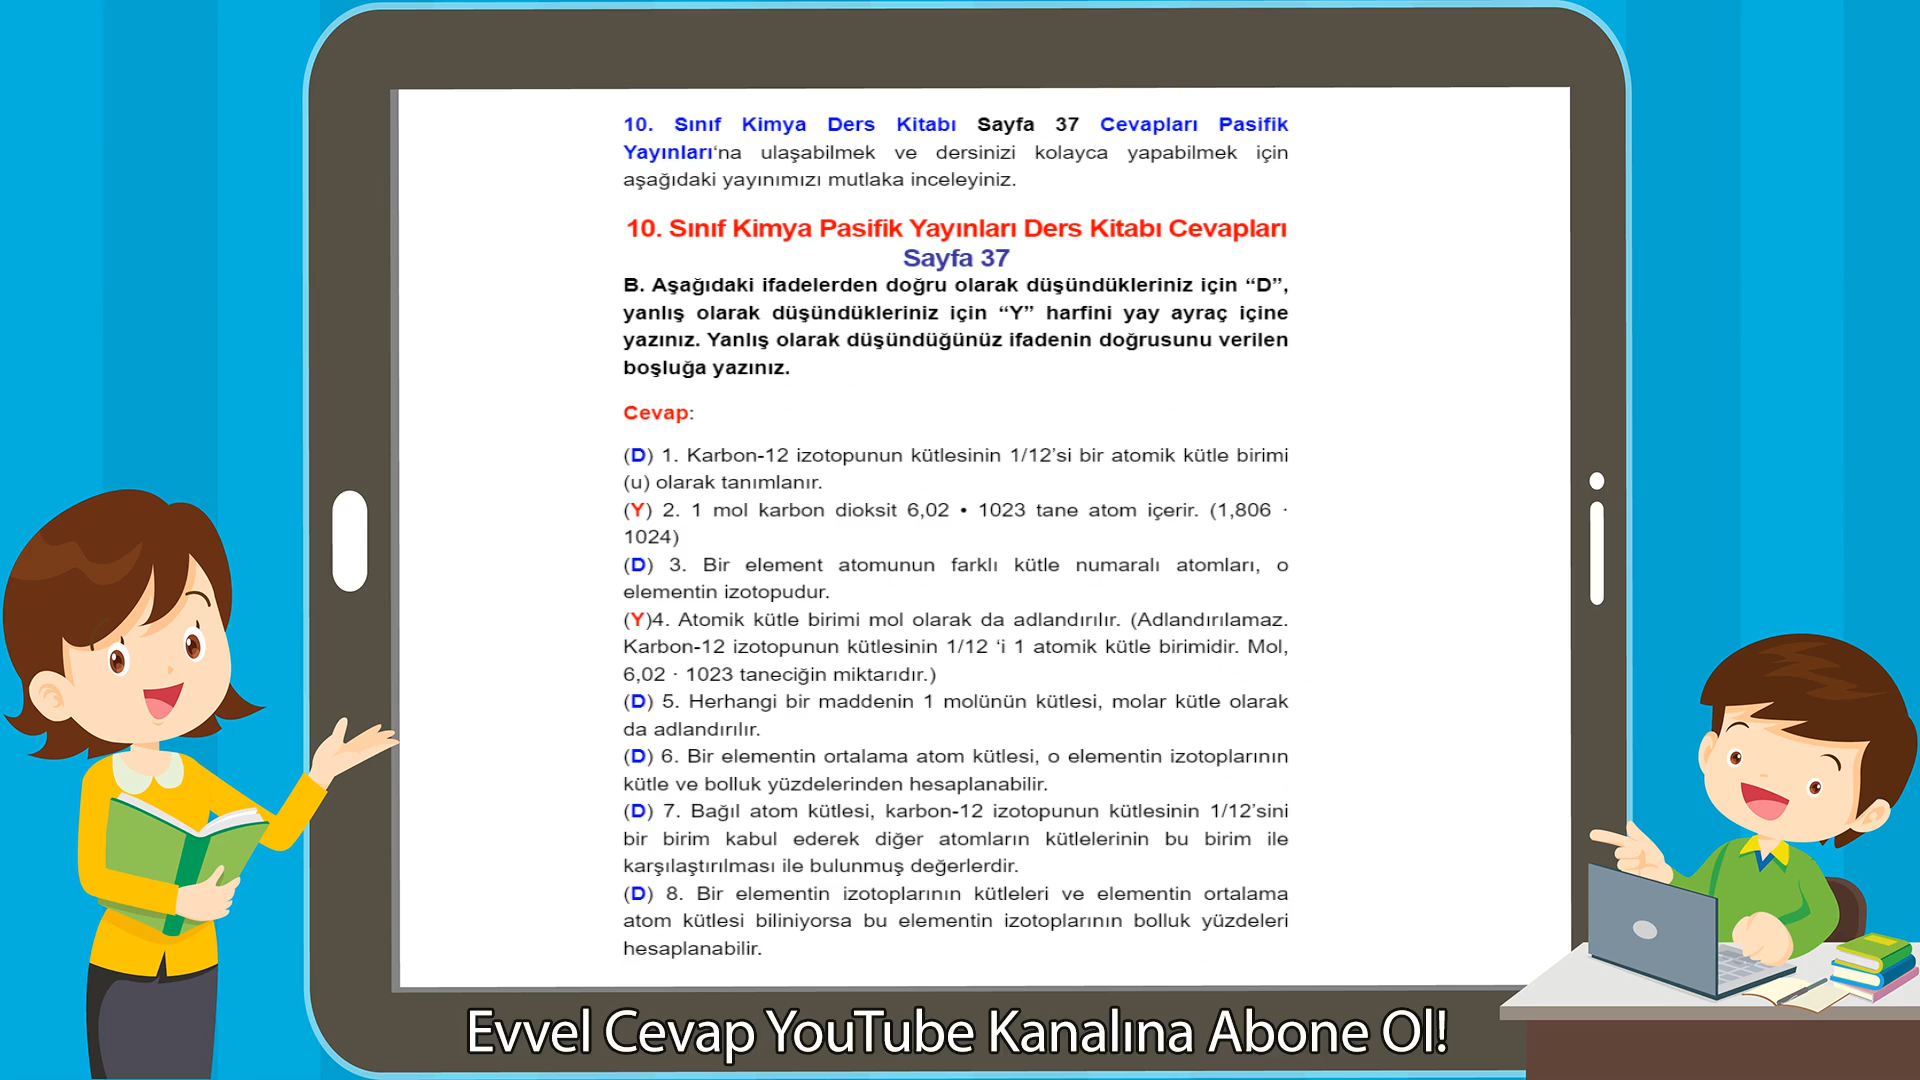 10. Sınıf Kimya Ders Kitabı Sayfa 37 Cevapları Pasifik
Yayınları‘na ulaşabilmek ve dersinizi kolayca yapabilmek için
aşağıdaki yayınımızı mutlaka inceleyiniz.
10. Sınıf Kimya Pasifik Yayınları Ders Kitabı Cevapları
Sayfa 37
B. Aşağıdaki ifadelerden doğru olarak düşündükleriniz için “D”,
yanlış olarak düşündükleriniz için “Y” harfini yay ayraç içine
yazınız. Yanlış olarak düşündüğünüz ifadenin doğrusunu verilen
boşluğa yazınız.
Cevap:
(D) 1. Karbon-12 izotopunun kütlesinin 1/12’si bir atomik kütle birimi
(u) olarak tanımlanır.
(Y) 2. 1 mol karbon dioksit 6,02 • 1023 tane atom içerir. (1,806 ·
1024)
(D) 3. Bir element atomunun farklı kütle numaralı atomları, o
elementin izotopudur.
(Y)4. Atomik kütle birimi mol olarak da adlandırılır. (Adlandırılamaz.
Karbon-12 izotopunun kütlesinin 1/12 ‘i 1 atomik kütle birimidir. Mol,
6,02 · 1023 taneciğin miktarıdır.)
(D) 5. Herhangi bir maddenin 1 molünün kütlesi, molar kütle olarak
da adlandırılır.
(D) 6. Bir elementin ortalama atom kütlesi, o elementin izotoplarının
kütle ve bolluk yüzdelerinden hesaplanabilir.
(D) 7. Bağıl atom kütlesi, karbon-12 izotopunun kütlesinin 1/12’sini
bir birim kabul ederek diğer atomların kütlelerinin bu birim ile
karşılaştırılması ile bulunmuş değerlerdir.
(D) 8. Bir elementin izotoplarının kütleleri ve elementin ortalama
atom kütlesi biliniyorsa bu elementin izotoplarının bolluk yüzdeleri
hesaplanabilir.
Evvel Cevap YouTube Kanalına Abone Ol!